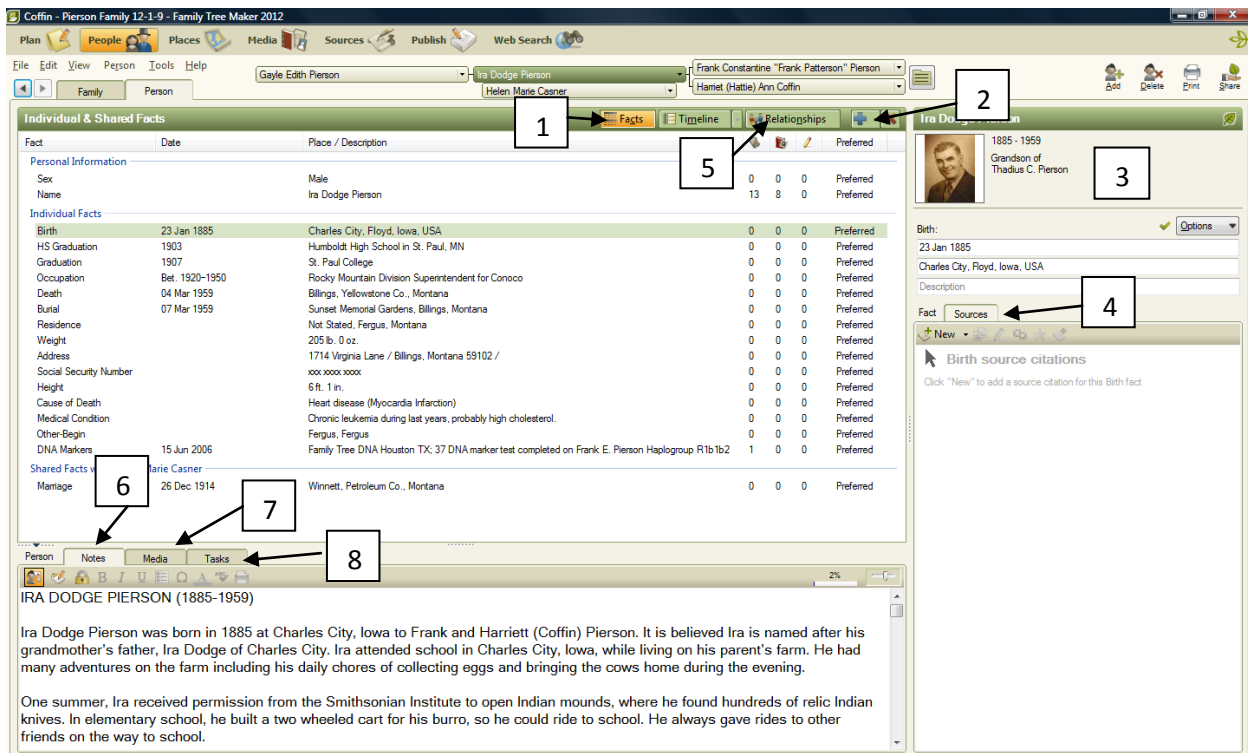 Coffin - Pierson Family 12-1-9 - Family Tree Maker 2012
Plan People Places Media Sources Publish Web Search
File Edit View Person Tools Help
Gayle Edith Pierson
Ira Dodge Pierson
Helen Marie Casner
Frank Constantine "Frank Patterson" Pierson
Harriet (Hattie) Ann Coffin
Add Delete Print Share
Family Person
Individual & Shared Facts
Facts Timeline Relationships
1
2
5
Fact Date Place / Description Preferred
Personal Information
Sex Male 0 0 0 Preferred
Name Ira Dodge Pierson 13 8 0 Preferred
Individual Facts
Birth 23 Jan 1885 Charles City, Floyd, Iowa, USA 0 0 0 Preferred
HS Graduation 1903 Humboldt High School in St. Paul, MN 0 0 0 Preferred
Graduation 1907 St. Paul College 0 0 0 Preferred
Occupation Bet. 1920-1950 Rocky Mountain Division Superintendent for Conoco 0 0 0 Preferred
Death 04 Mar 1959 Billings, Yellowstone Co., Montana 0 0 0 Preferred
Burial 07 Mar 1959 Sunset Memorial Gardens, Billings, Montana 0 0 0 Preferred
Residence Not Stated, Fergus, Montana 0 0 0 Preferred
Weight 205 lb. 0 oz. 0 0 0 Preferred
Address 1714 Virginia Lane / Billings, Montana 59102 / 0 0 0 Preferred
Social Security Number xxx xxxx xxxx 0 0 0 Preferred
Height 6 ft. 1 in. 0 0 0 Preferred
Cause of Death Heart disease (Myocardia Infarction) 0 0 0 Preferred
Medical Condition Chronic leukemia during last years, probably high cholesterol. 0 0 0 Preferred
Other-Begin Fergus, Fergus 0 0 0 Preferred
DNA Markers 15 Jun 2006 Family Tree DNA Houston TX; 37 DNA marker test completed on Frank E. Pierson Haplogroup R1b1b2 1 0 0 Preferred
Shared Facts Marie Casner
Marriage 26 Dec 1914 Winnett, Petroleum Co., Montana 0 0 0 Preferred
6
7
8
Person Notes Media Tasks
B I U Ω A ABC
2%
IRA DODGE PIERSON (1885-1959)
Ira Dodge Pierson was born in 1885 at Charles City, Iowa to Frank and Harriett (Coffin) Pierson. It is believed Ira is named after his
grandmother's father, Ira Dodge of Charles City. Ira attended school in Charles City, Iowa, while living on his parent's farm. He had
many adventures on the farm including his daily chores of collecting eggs and bringing the cows home during the evening.
One summer, Ira received permission from the Smithsonian Institute to open Indian mounds, where he found hundreds of relic Indian
knives. In elementary school, he built a two wheeled cart for his burro, so he could ride to school. He always gave rides to other
friends on the way to school.
1885 - 1959
Grandson of
Thadius C. Pierson
3
Birth: Options
23 Jan 1885
Charles City, Floyd, Iowa, USA
Description
4
Fact Sources
New
Birth source citations
Click "New" to add a source citation for this Birth fact